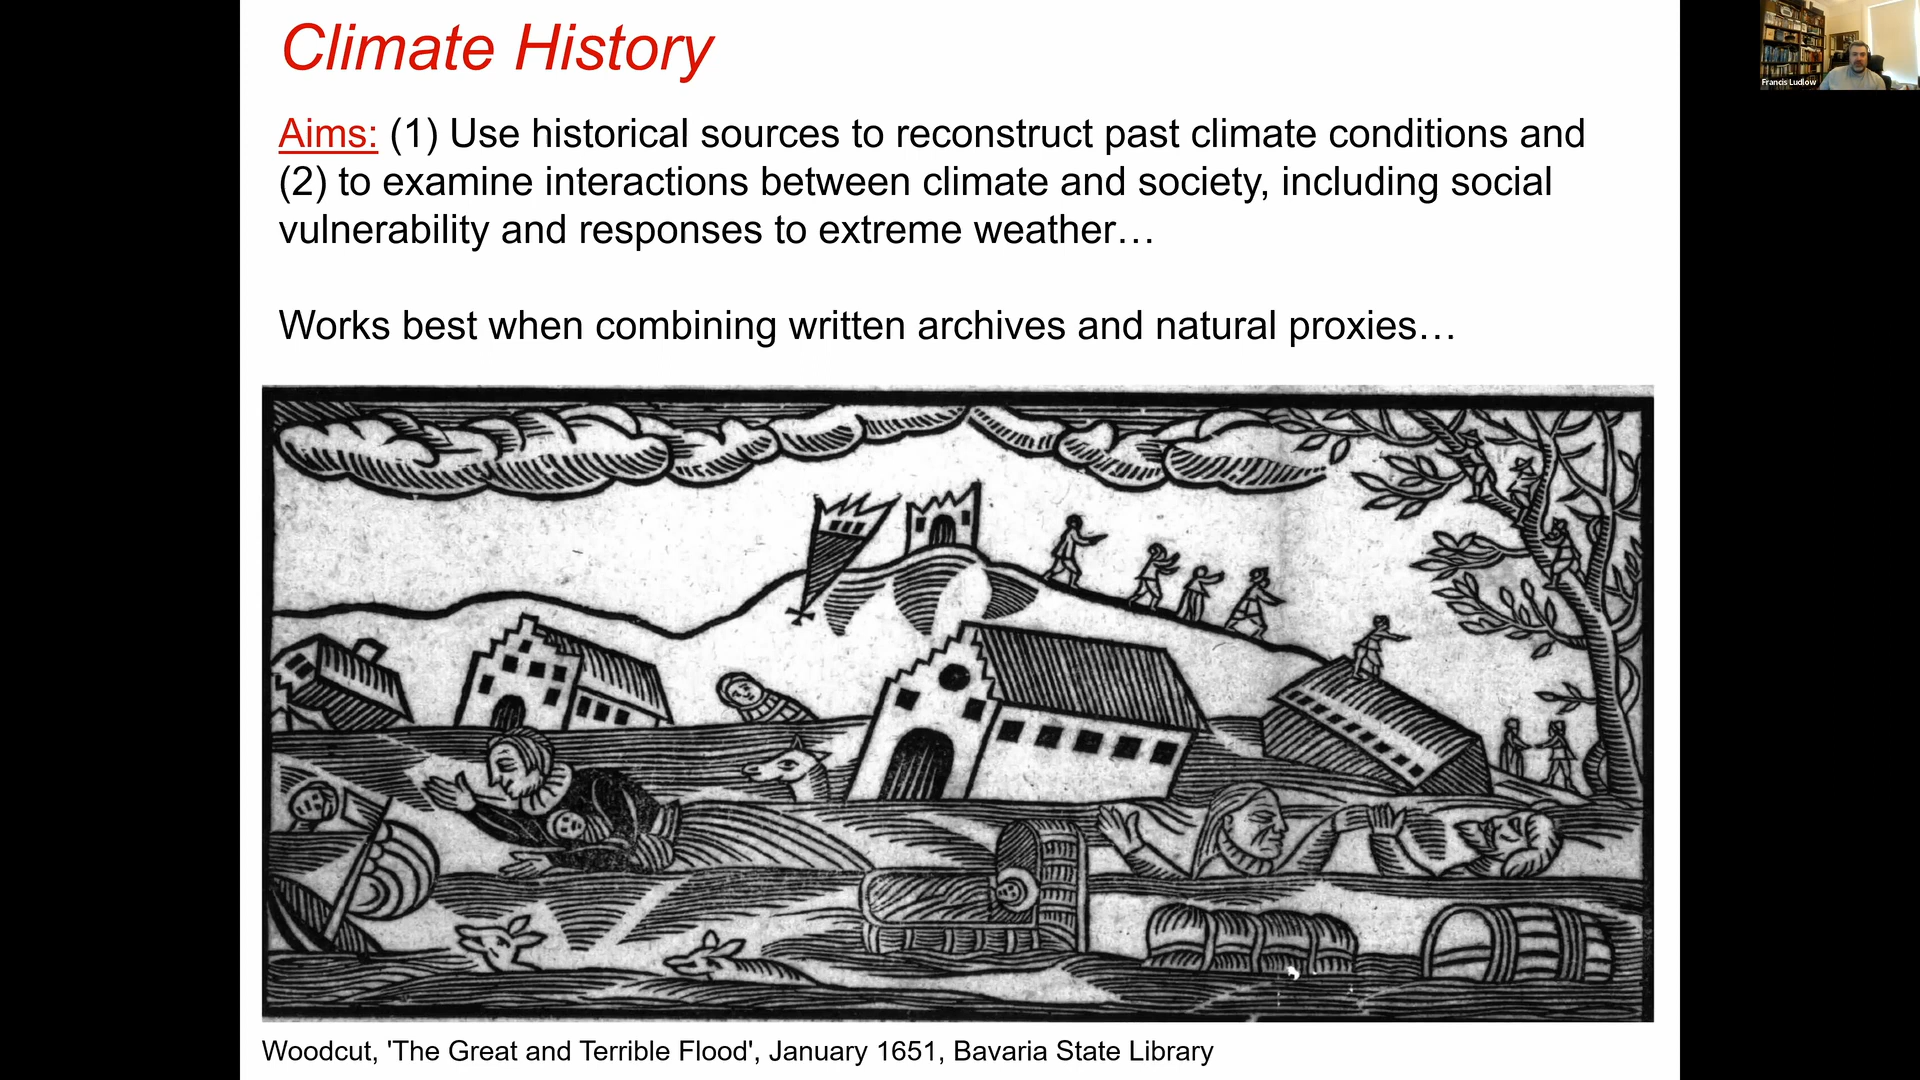 Climate History
Aims: (1) Use historical sources to reconstruct past climate conditions and
(2) to examine interactions between climate and society, including social
vulnerability and responses to extreme weather…
Works best when combining written archives and natural proxies…
Woodcut, 'The Great and Terrible Flood', January 1651, Bavaria State Library
Francis Ludlow